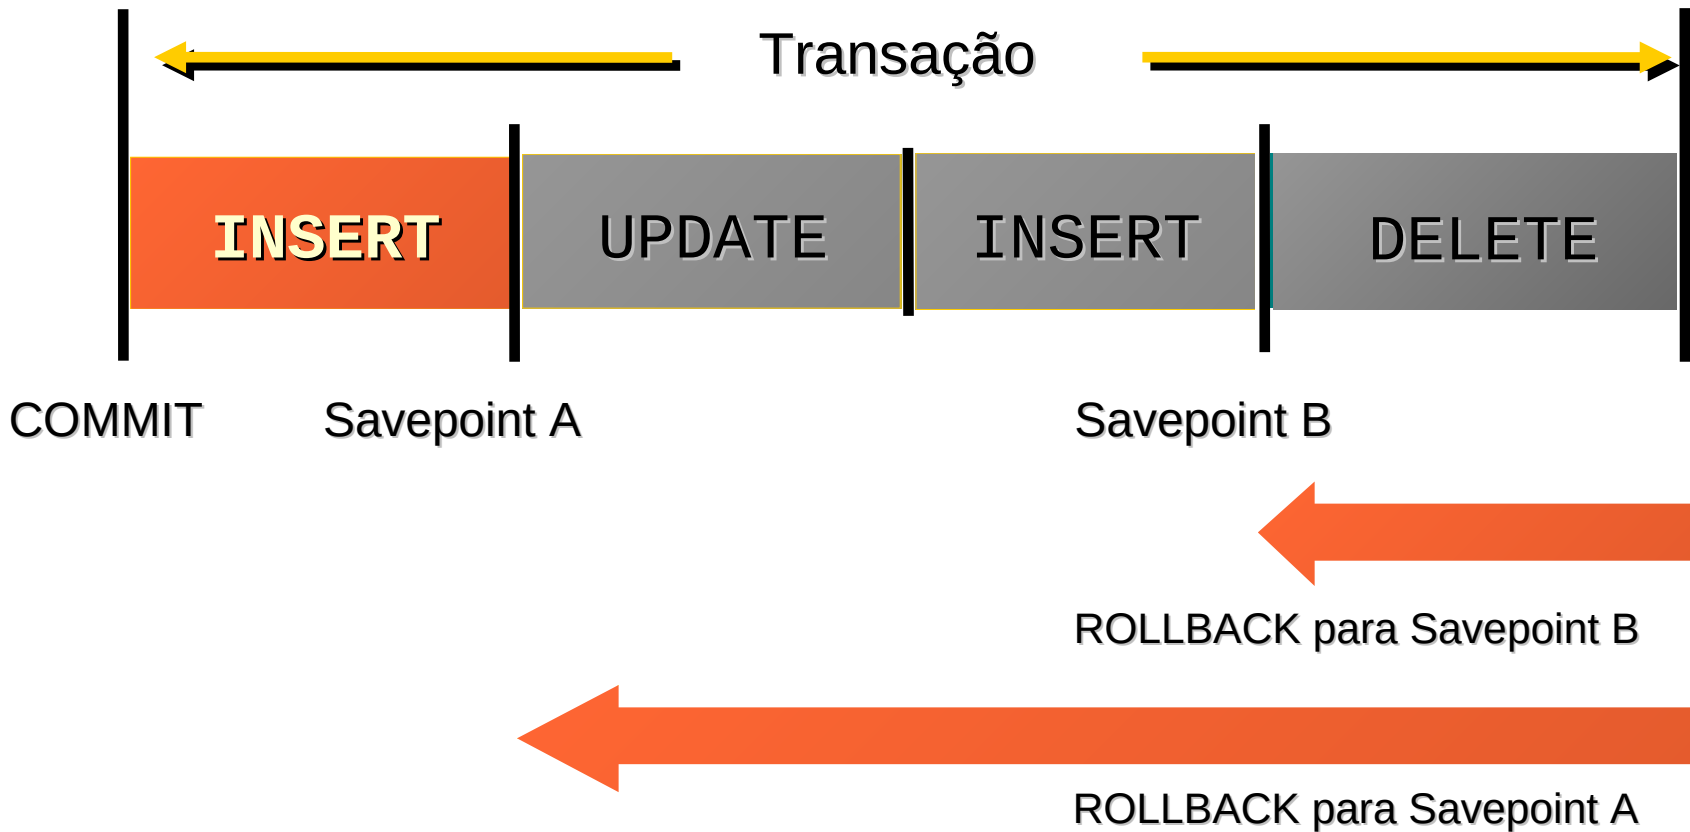 Transação
INSERT UPDATE INSERT DELETE
COMMIT Savepoint A Savepoint B
ROLLBACK para Savepoint B
ROLLBACK para Savepoint A